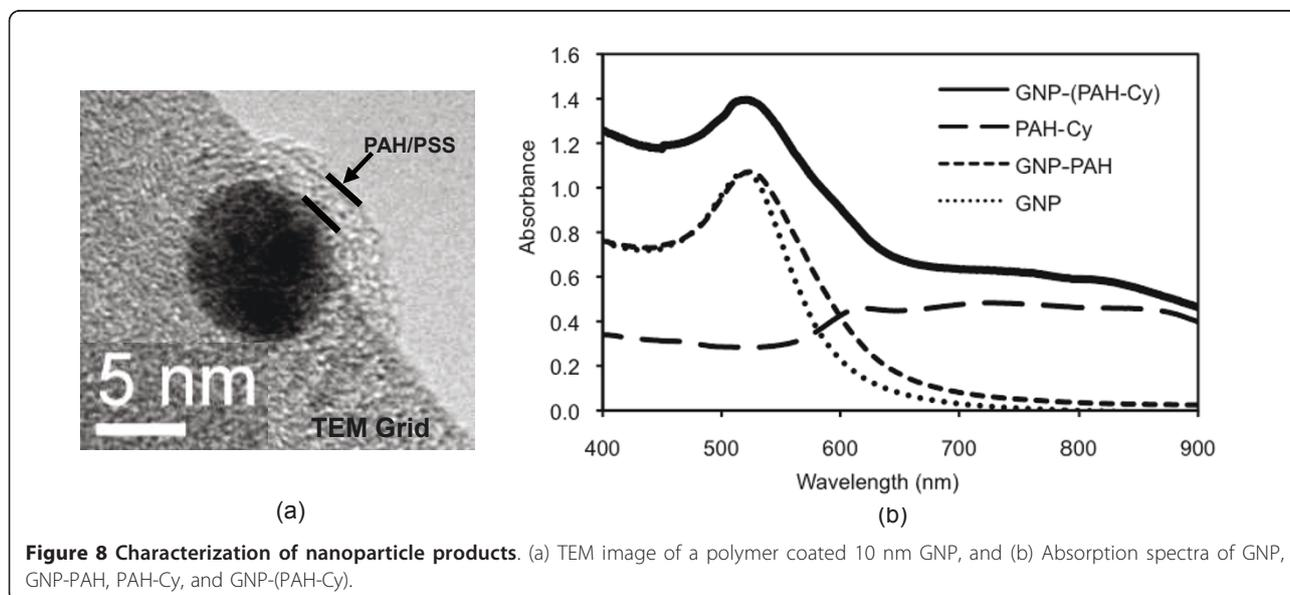 PAH/PSS
5 nm
TEM Grid
(a)
1.6
1.4
1.2
1.0
0.8
0.6
0.4
0.2
0.0
Absorbance
GNP-(PAH-Cy)
PAH-Cy
GNP-PAH
GNP
400 500 600 700 800 900
Wavelength (nm)
(b)
Figure 8 Characterization of nanoparticle products. (a) TEM image of a polymer coated 10 nm GNP, and (b) Absorption spectra of GNP,
GNP-PAH, PAH-Cy, and GNP-(PAH-Cy).